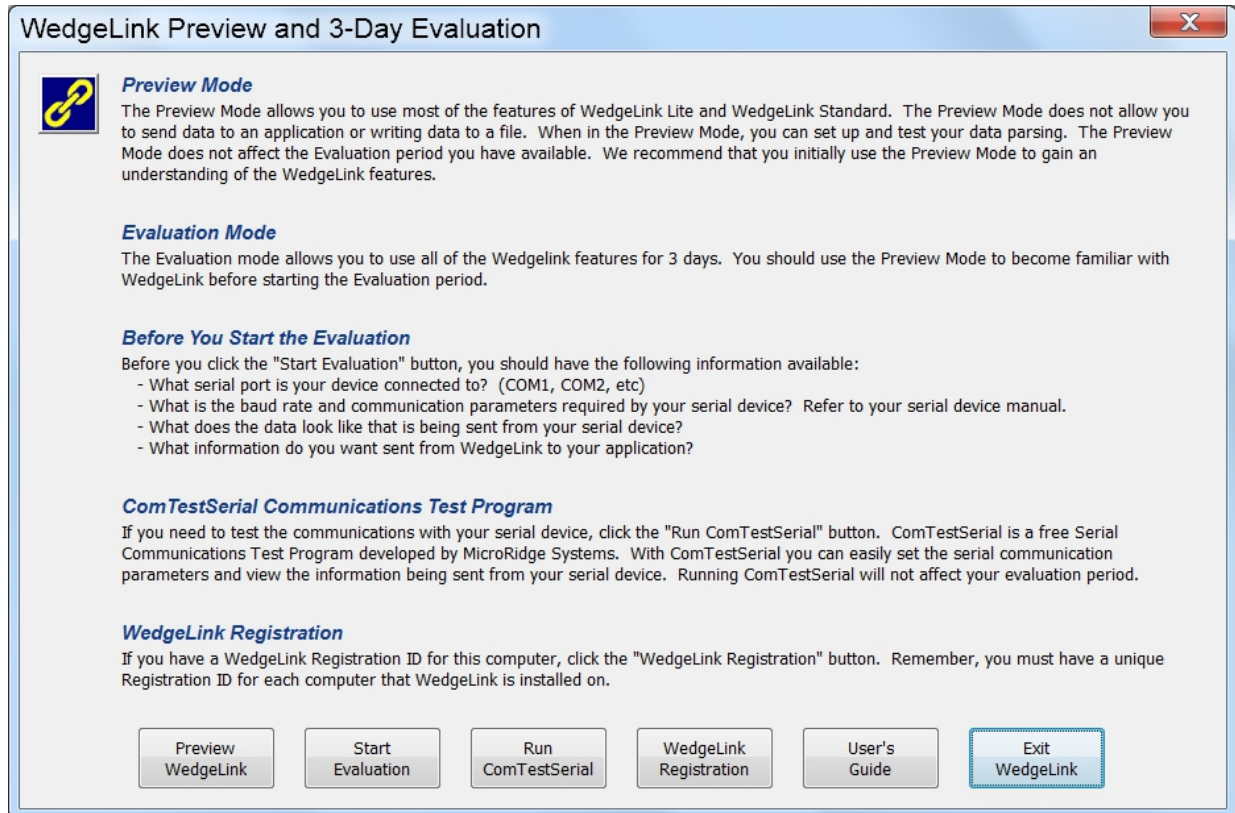 WedgeLink Preview and 3-Day Evaluation
X
Preview Mode
The Preview Mode allows you to use most of the features of WedgeLink Lite and WedgeLink Standard. The Preview Mode does not allow you
to send data to an application or writing data to a file. When in the Preview Mode, you can set up and test your data parsing. The Preview
Mode does not affect the Evaluation period you have available. We recommend that you initially use the Preview Mode to gain an
understanding of the WedgeLink features.
Evaluation Mode
The Evaluation mode allows you to use all of the Wedgelink features for 3 days. You should use the Preview Mode to become familiar with
WedgeLink before starting the Evaluation period.
Before You Start the Evaluation
Before you click the "Start Evaluation" button, you should have the following information available:
- What serial port is your device connected to? (COM1, COM2, etc)
- What is the baud rate and communication parameters required by your serial device? Refer to your serial device manual.
- What does the data look like that is being sent from your serial device?
- What information do you want sent from WedgeLink to your application?
ComTestSerial Communications Test Program
If you need to test the communications with your serial device, click the "Run ComTestSerial" button. ComTestSerial is a free Serial
Communications Test Program developed by MicroRidge Systems. With ComTestSerial you can easily set the serial communication
parameters and view the information being sent from your serial device. Running ComTestSerial will not affect your evaluation period.
WedgeLink Registration
If you have a WedgeLink Registration ID for this computer, click the "WedgeLink Registration" button. Remember, you must have a unique
Registration ID for each computer that WedgeLink is installed on.
Preview
WedgeLink
Start
Evaluation
Run
ComTestSerial
WedgeLink
Registration
User's
Guide
Exit
WedgeLink